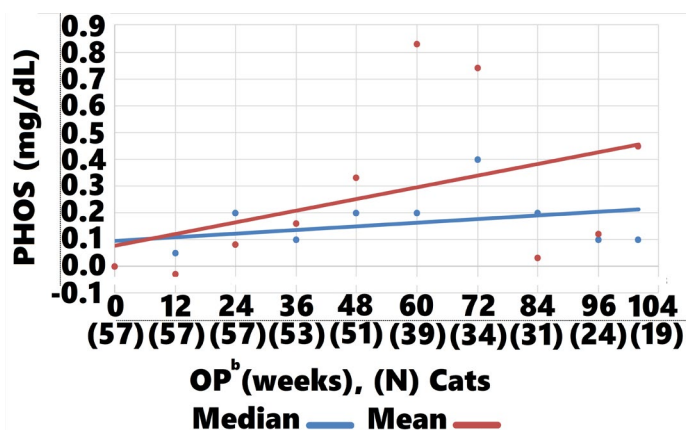 PHOS (mg/dL)
0.9
0.8
0.7
0.6
0.5
0.4
0.3
0.2
0.1
0.0
-0.1
0 12 24 36 48 60 72 84 96 104
(57) (57) (57) (53) (51) (39) (34) (31) (24) (19)
OPᵇ(weeks), (N) Cats
Median Mean